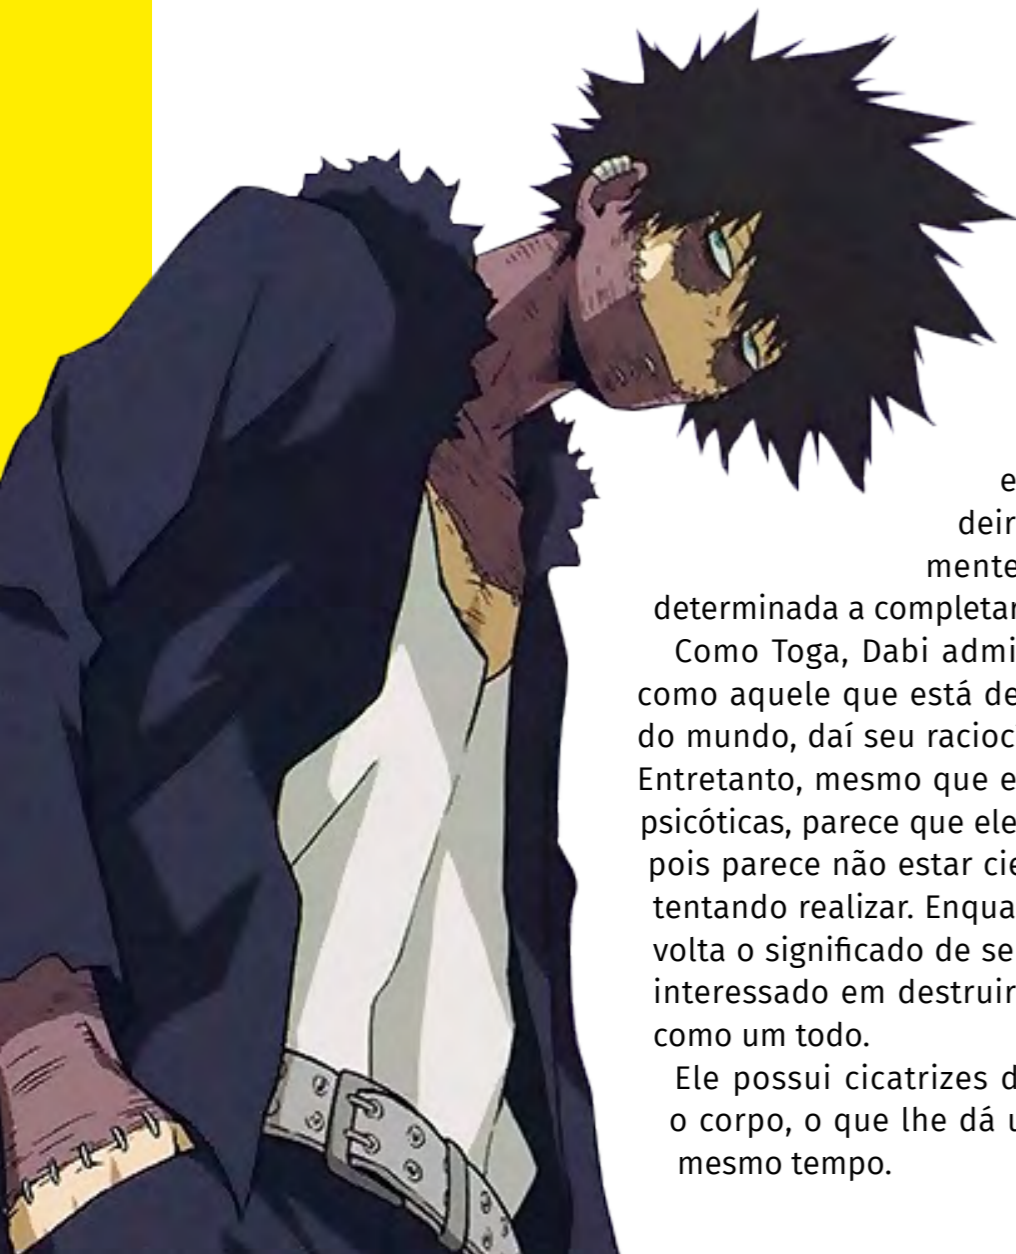 e
deir
mente
determinada a completar
Como Toga, Dabi admi
como aquele que está de
do mundo, daí seu racioc
Entretanto, mesmo que e
psicóticas, parece que ele
pois parece não estar cie
tentando realizar. Enqua
volta o significado de se
interessado em destruir
como um todo.
Ele possui cicatrizes d
o corpo, o que lhe dá u
mesmo tempo.